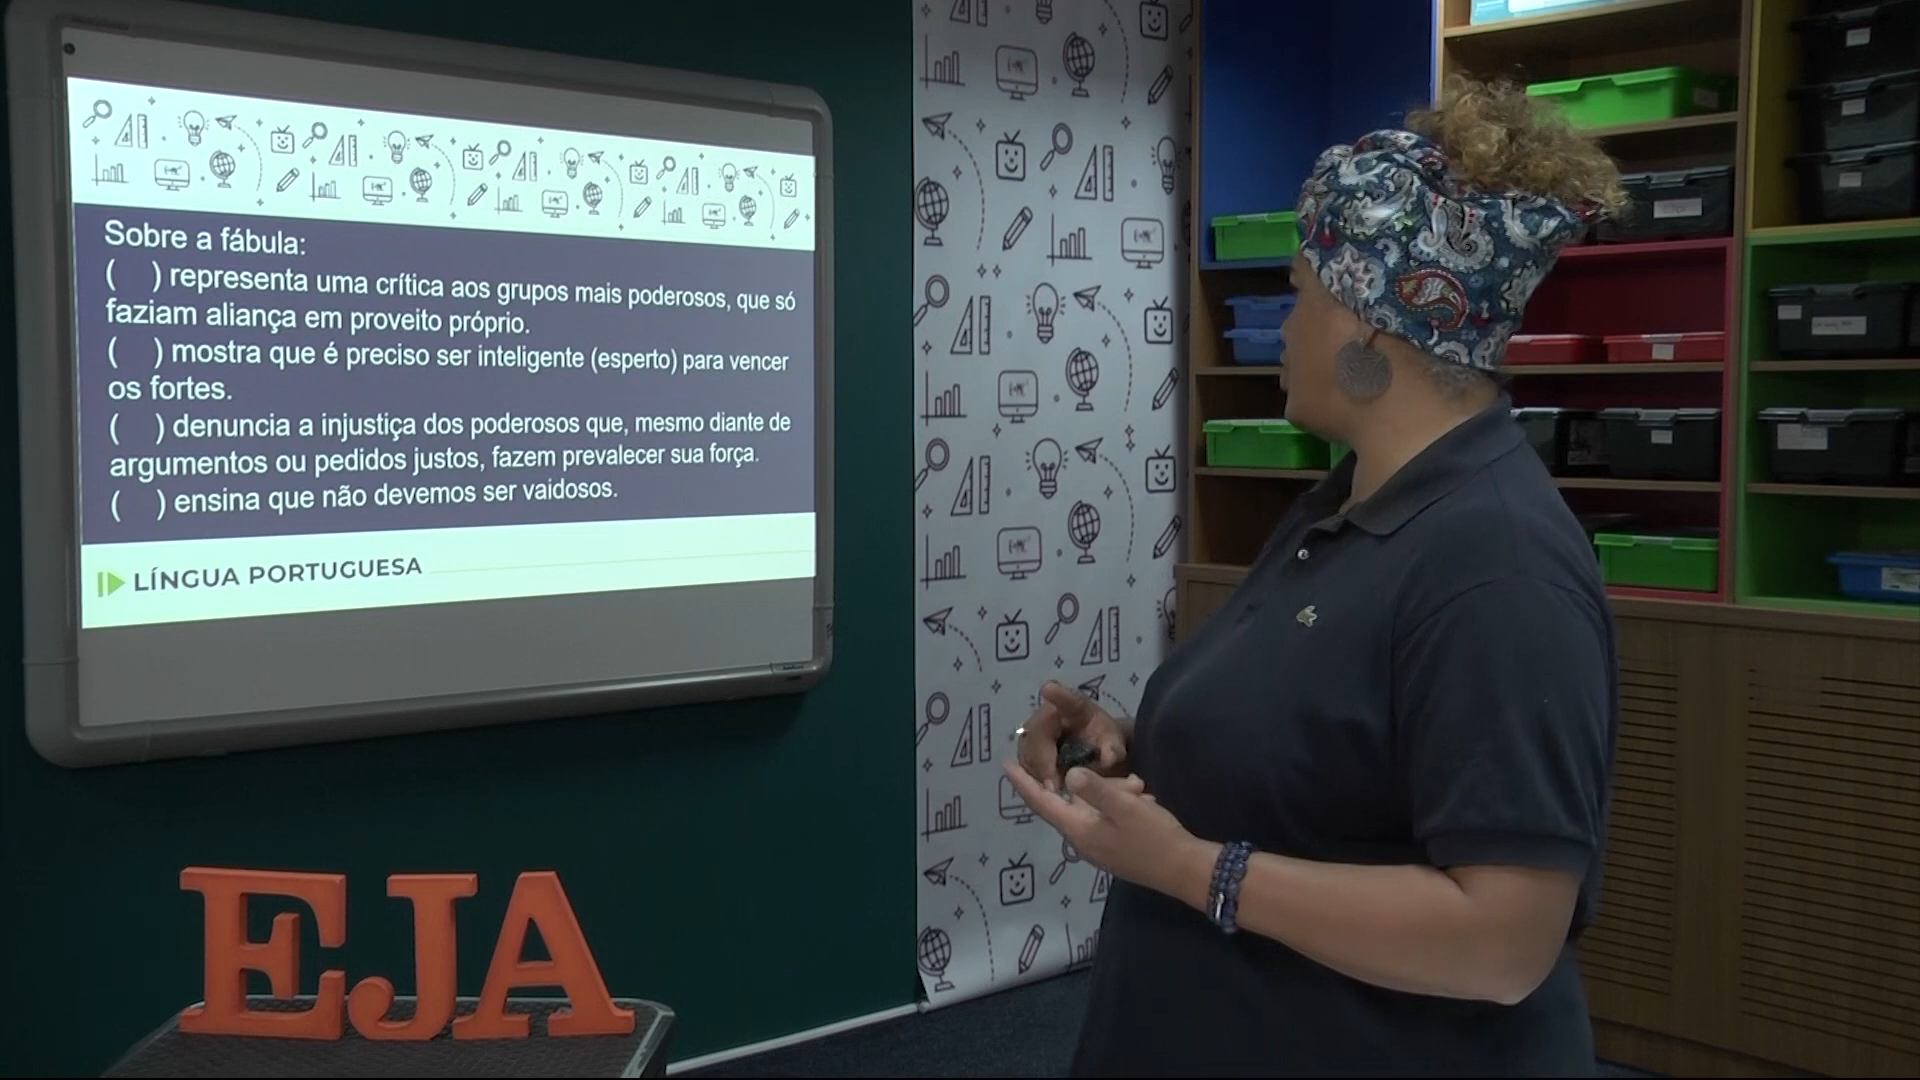 Sobre a fábula:
(    ) representa uma crítica aos grupos mais poderosos, que só
faziam aliança em proveito próprio.
(    ) mostra que é preciso ser inteligente (esperto) para vencer
os fortes.
(    ) denuncia a injustiça dos poderosos que, mesmo diante de
argumentos ou pedidos justos, fazem prevalecer sua força.
(    ) ensina que não devemos ser vaidosos.
LÍNGUA PORTUGUESA
EJA